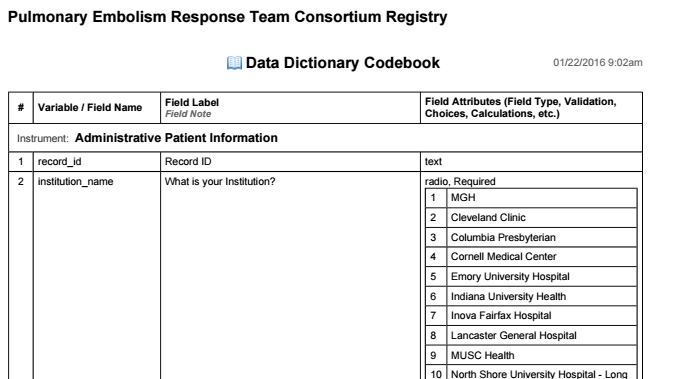 Pulmonary Embolism Response Team Consortium Registry
Data Dictionary Codebook 01/22/2016 9:02am
# Variable / Field Name Field Label Field Attributes (Field Type, Validation,
Field Note Choices, Calculations, etc.)
Instrument: Administrative Patient Information
1 record_id Record ID text
2 institution_name What is your Institution? radio, Required
1 MGH
2 Cleveland Clinic
3 Columbia Presbyterian
4 Cornell Medical Center
5 Emory University Hospital
6 Indiana University Health
7 Inova Fairfax Hospital
8 Lancaster General Hospital
9 MUSC Health
10 North Shore University Hospital - Long